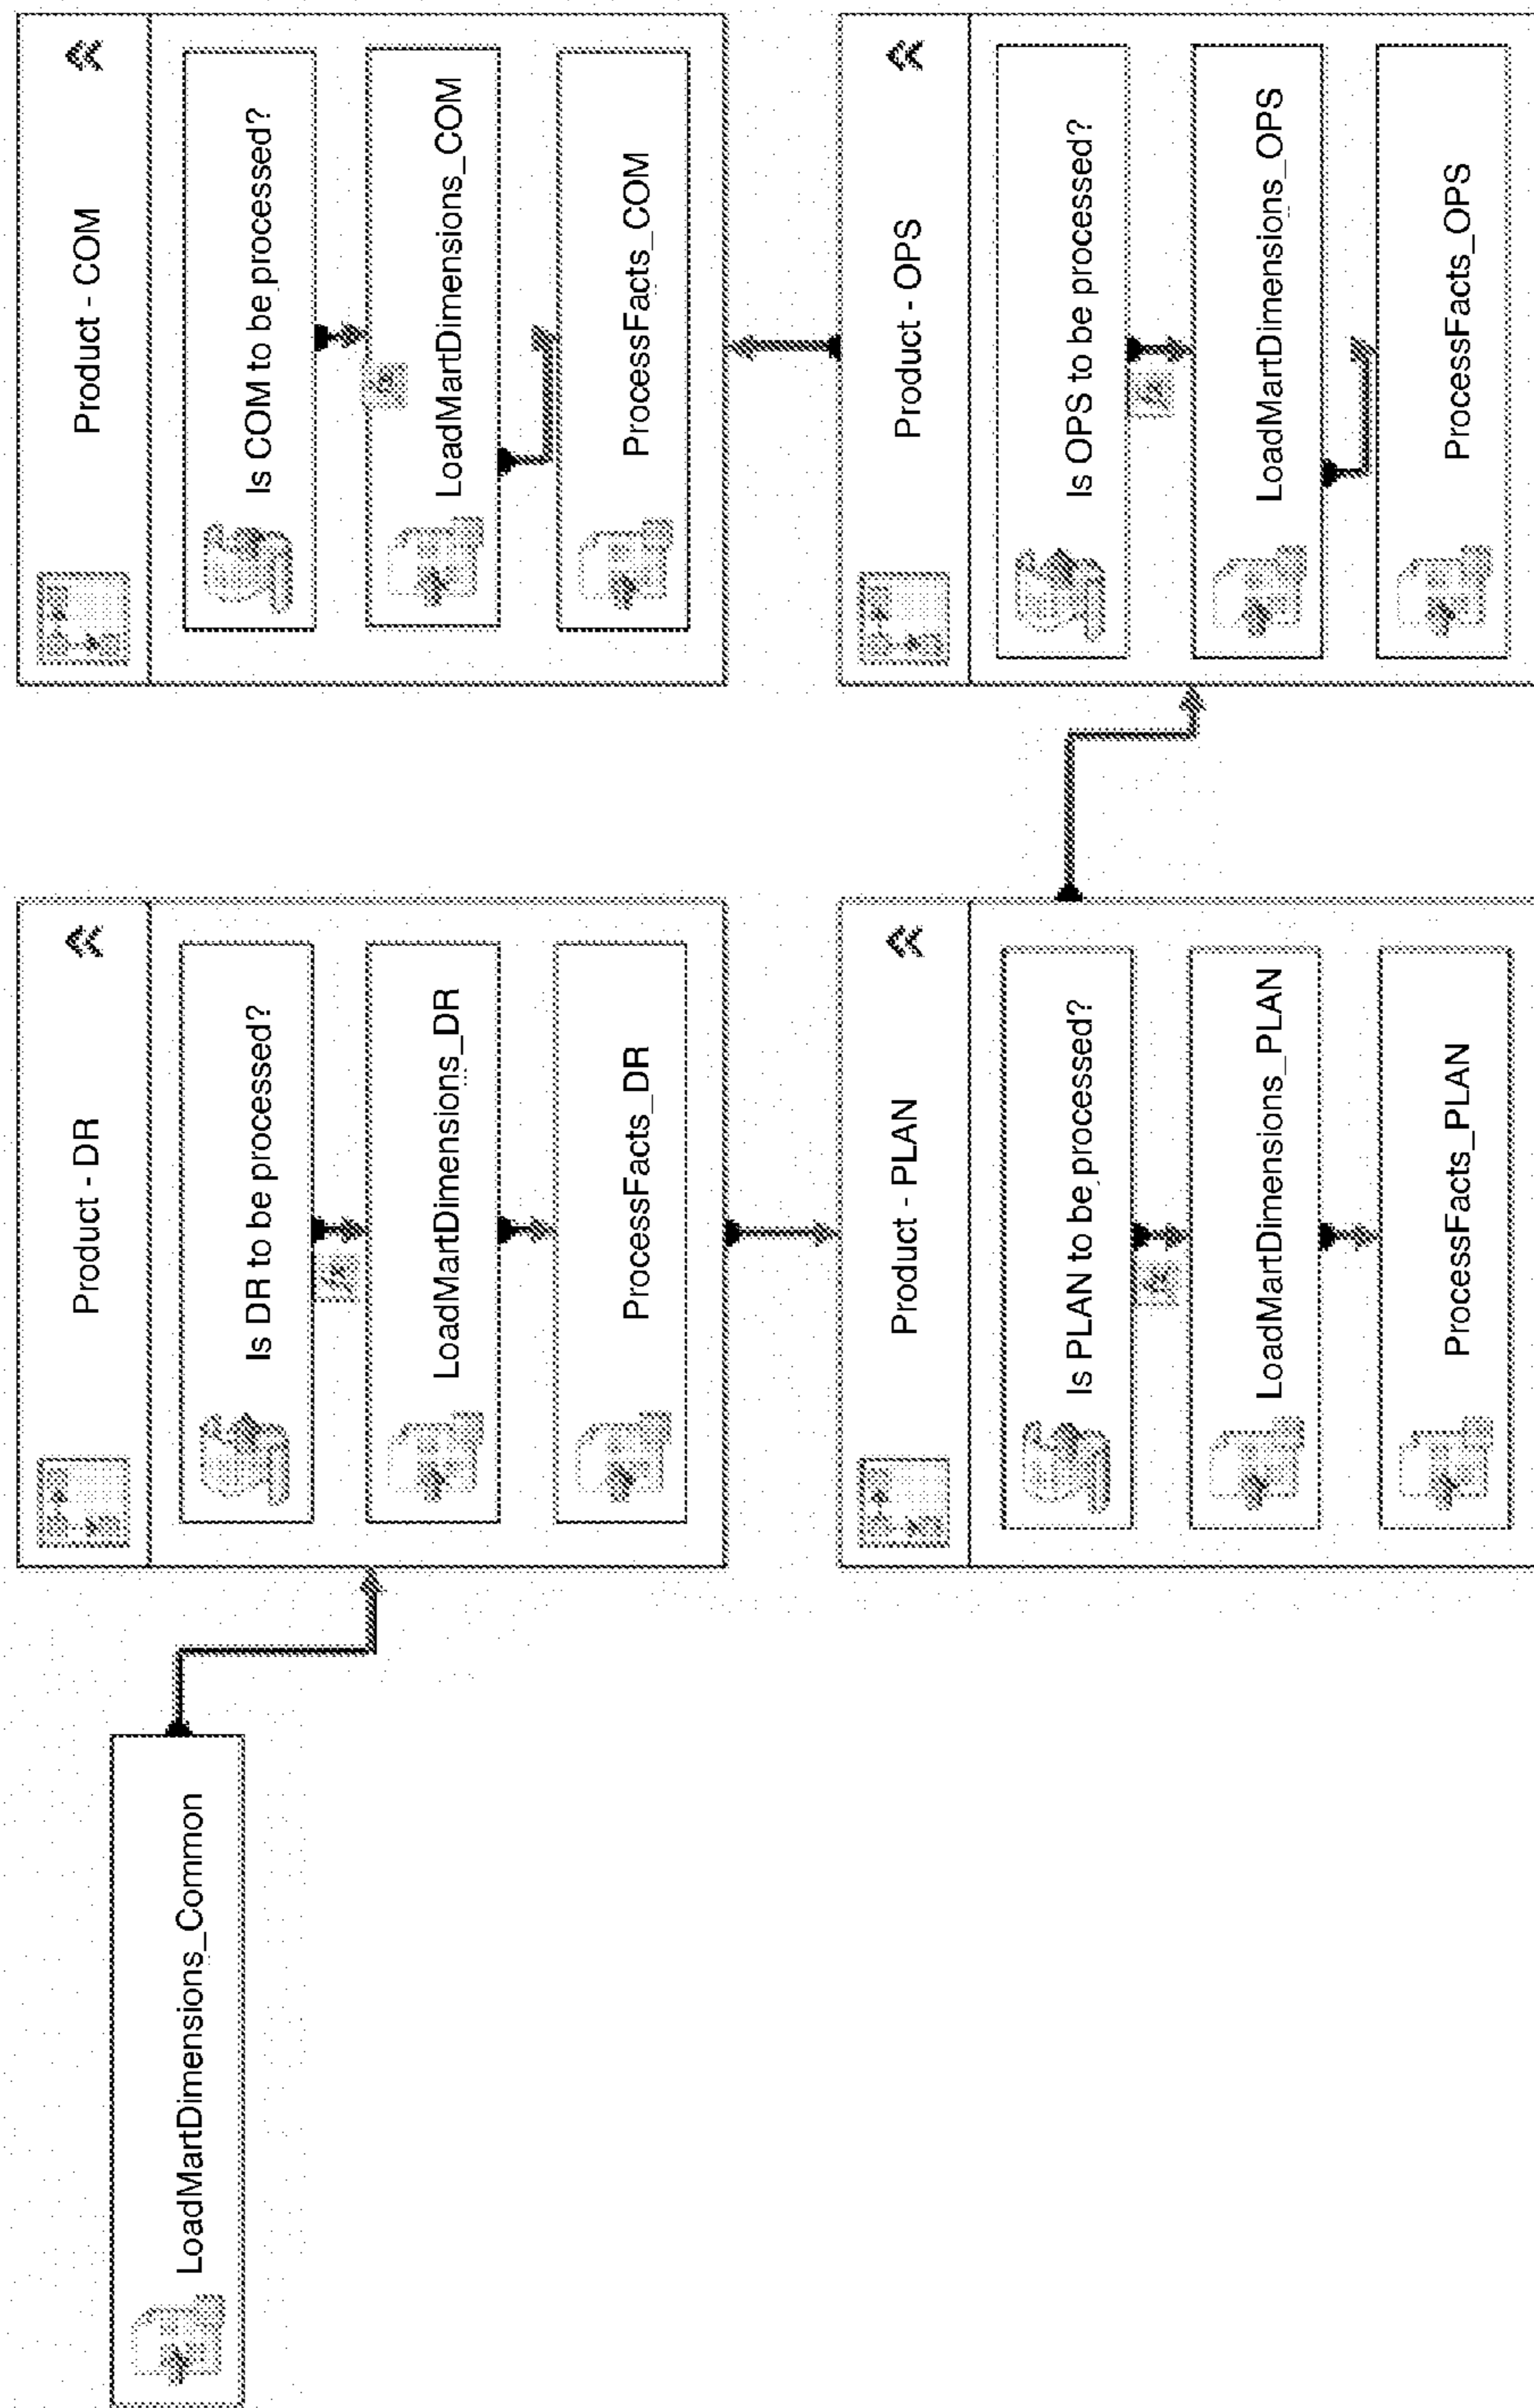 LoadMartDimensions_Common
Product - DR
Is DR to be processed?
LoadMartDimensions_DR
ProcessFacts_DR
Product - PLAN
Is PLAN to be processed?
LoadMartDimensions_PLAN
ProcessFacts_PLAN
Product - OPS
Is OPS to be processed?
LoadMartDimensions_OPS
ProcessFacts_OPS
Product - COM
Is COM to be processed?
LoadMartDimensions_COM
ProcessFacts_COM